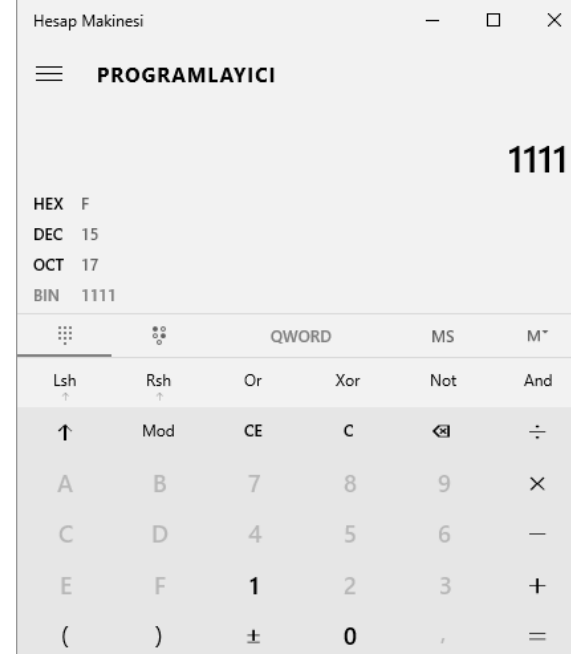 Hesap Makinesi
PROGRAMLAYICI
1111
HEX F
DEC 15
OCT 17
BIN 1111
QWORD MS M˅
Lsh Rsh Or Xor Not And
↑ Mod CE C ⌫ ÷
A B 7 8 9 ×
C D 4 5 6 −
E F 1 2 3 +
( ) ± 0 , =